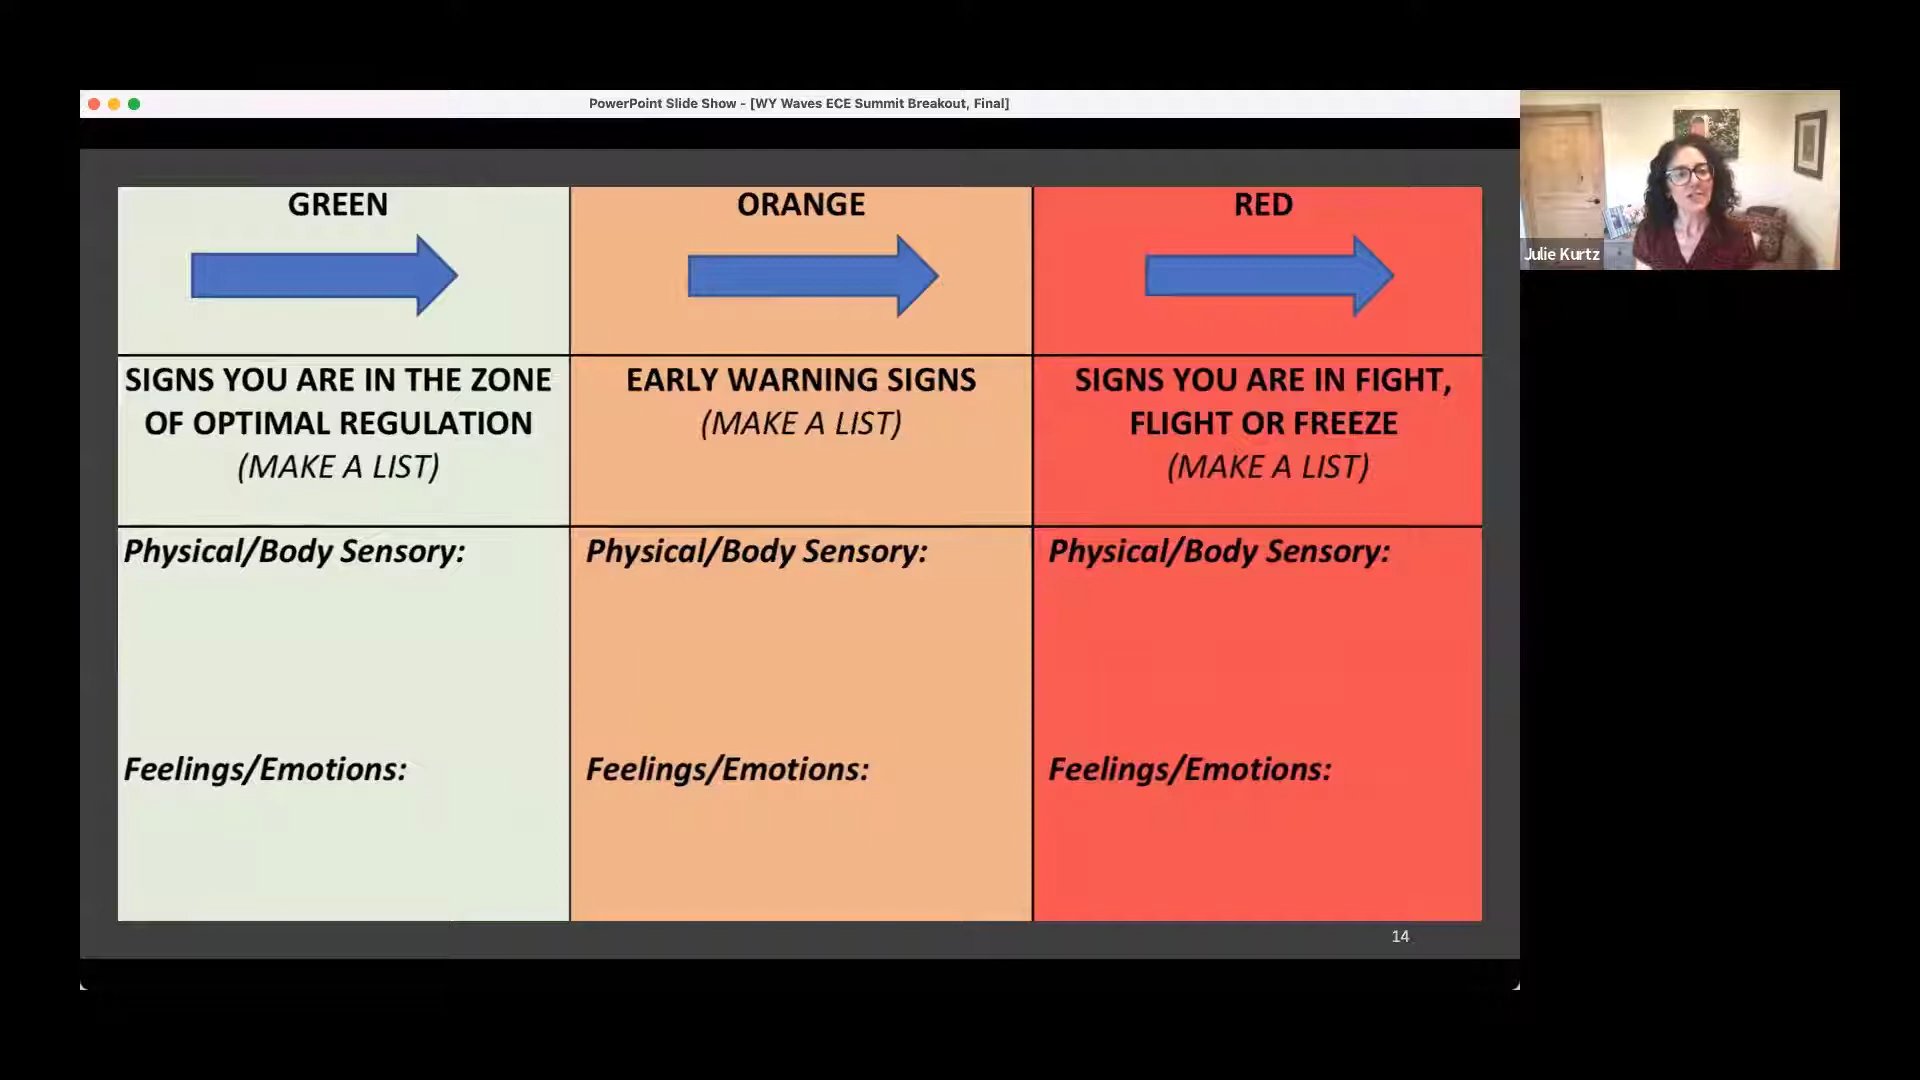 PowerPoint Slide Show - [WY Waves ECE Summit Breakout, Final]
GREEN
ORANGE
RED
SIGNS YOU ARE IN THE ZONE
OF OPTIMAL REGULATION
(MAKE A LIST)
EARLY WARNING SIGNS
(MAKE A LIST)
SIGNS YOU ARE IN FIGHT,
FLIGHT OR FREEZE
(MAKE A LIST)
Physical/Body Sensory:
Physical/Body Sensory:
Physical/Body Sensory:
Feelings/Emotions:
Feelings/Emotions:
Feelings/Emotions:
14
Julie Kurtz